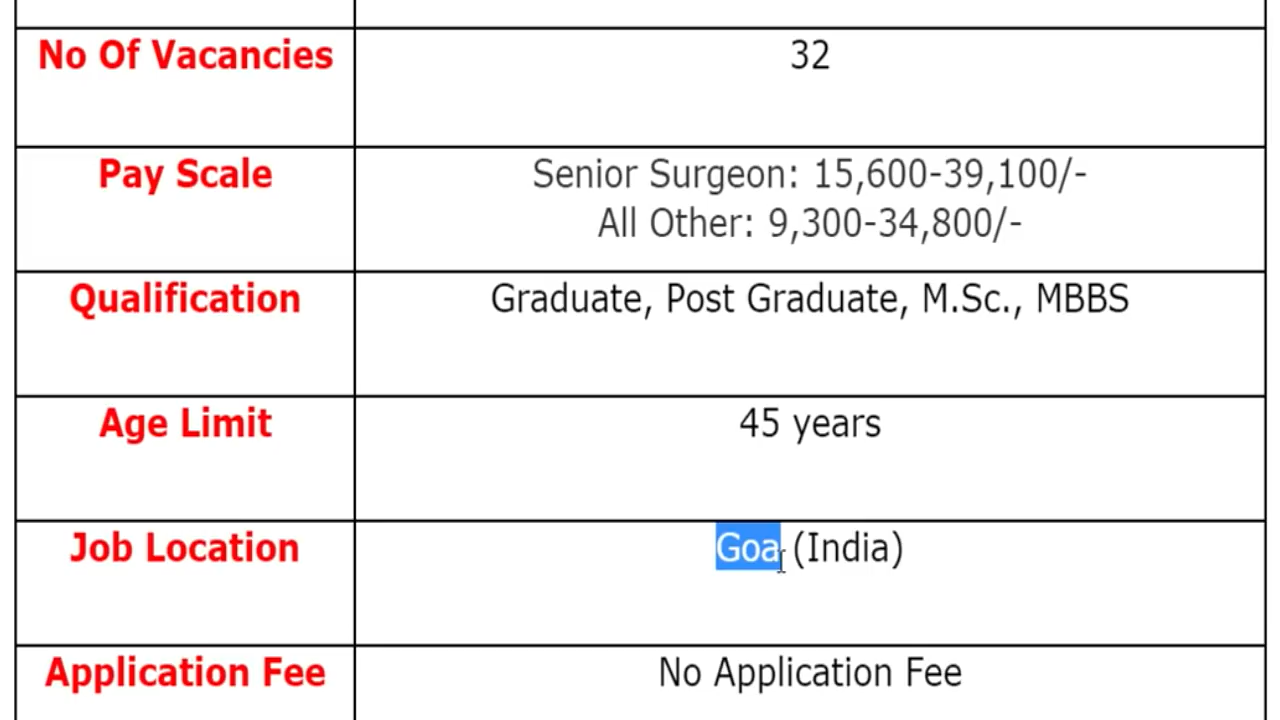 No Of Vacancies
32
Pay Scale
Senior Surgeon: 15,600-39,100/-
All Other: 9,300-34,800/-
Qualification
Graduate, Post Graduate, M.Sc., MBBS
Age Limit
45 years
Job Location
Goa (India)
Application Fee
No Application Fee